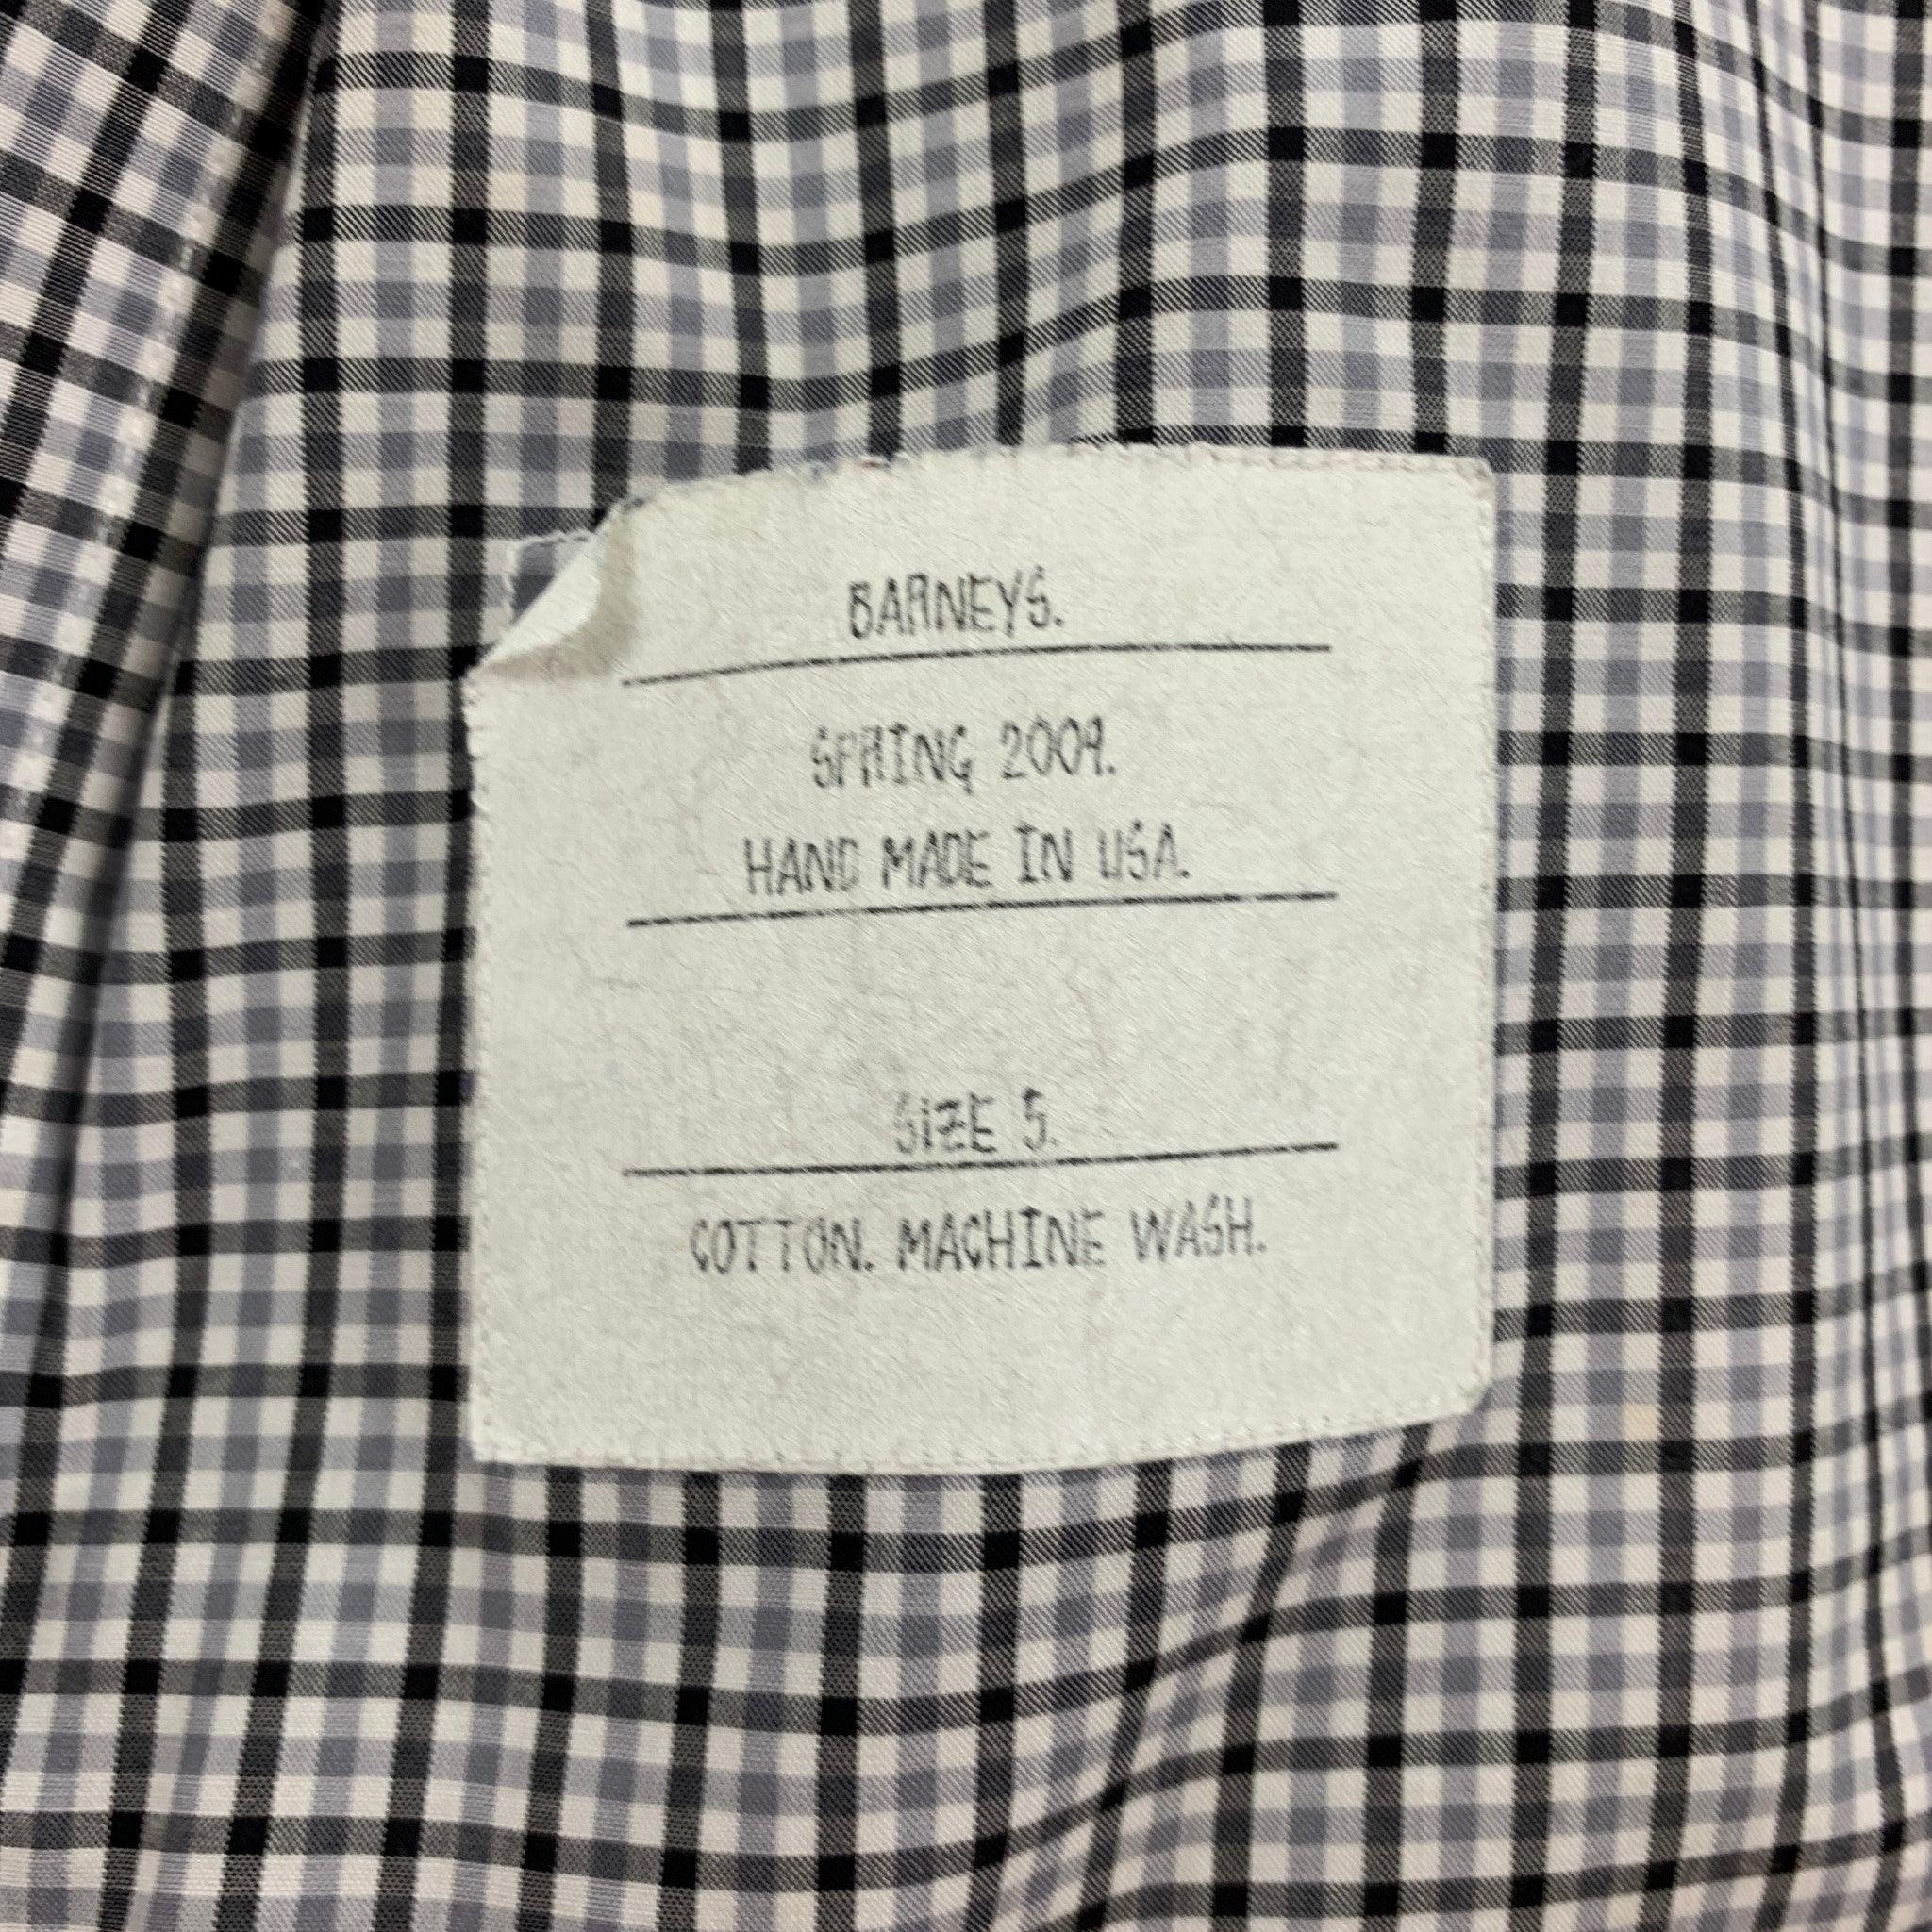 BARNEYS.
SPRING 2009.
HAND MADE IN USA.
SIZE 5.
COTTON. MACHINE WASH.